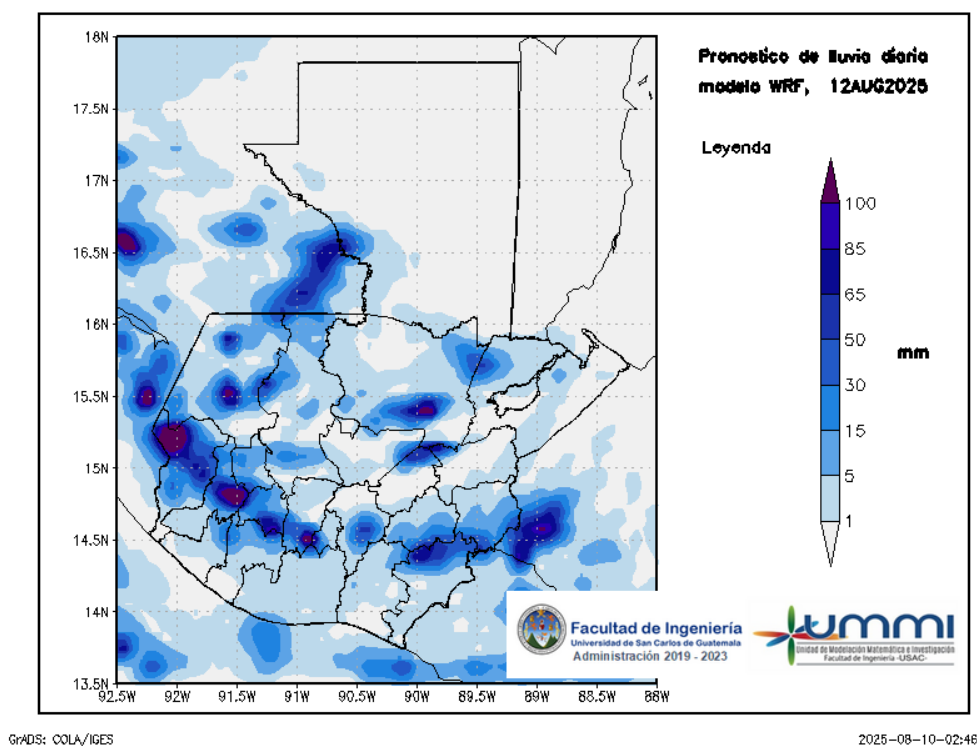 Pronostico de lluvia diaria
modelo WRF, 12AUG2025
Leyenda
100
85
65
50
30
15
5
1
mm
18N
17.5N
17N
16.5N
16N
15.5N
15N
14.5N
14N
13.5N
92.5W 92W 91.5W 91W 90.5W 90W 89.5W 89W 88.5W 88W
Facultad de Ingeniería
Universidad de San Carlos de Guatemala
Administración 2019 - 2023
UMMI
Unidad de Modelación Matemática e Investigación
Facultad de Ingeniería -USAC-
GrADS: COLA/IGES
2025-08-10-02:46